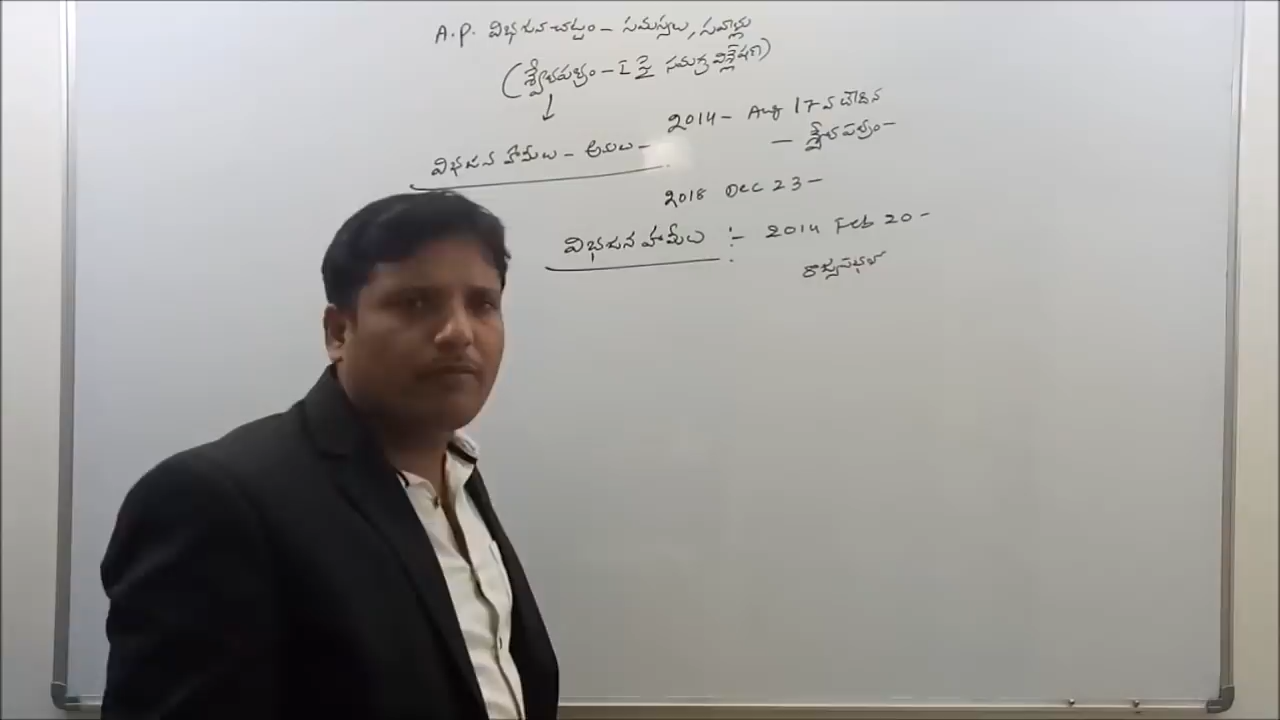 A.P. విభజన చట్టం - సమస్యలు, సవాళ్లు
(శ్వేతపత్రం - I పై సమగ్ర విశ్లేషణ)
విభజన హామీలు - అమలు -
2014 - Aug 17 వ
- శ్వేతపత్రం -
2018 Dec 23 -
విభజన హామీలు :- 2014 Feb 20 -
రాజ్యసభలో